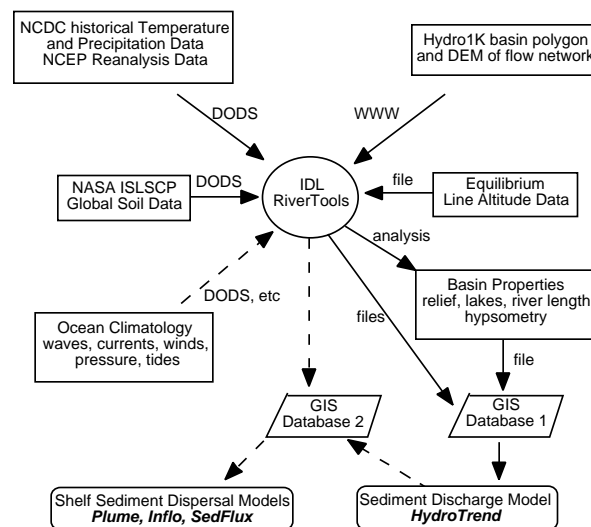 NCDC historical Temperature
and Precipitation Data
NCEP Reanalysis Data
Hydro1K basin polygon
and DEM of flow network
DODS
WWW
NASA ISLSCP
Global Soil Data
DODS
IDL
RiverTools
file
Equilibrium
Line Altitude Data
analysis
DODS, etc
Basin Properties
relief, lakes, river length
hypsometry
Ocean Climatology
waves, currents, winds,
pressure, tides
files
file
GIS
Database 2
GIS
Database 1
Shelf Sediment Dispersal Models
Plume, Inflo, SedFlux
Sediment Discharge Model
HydroTrend